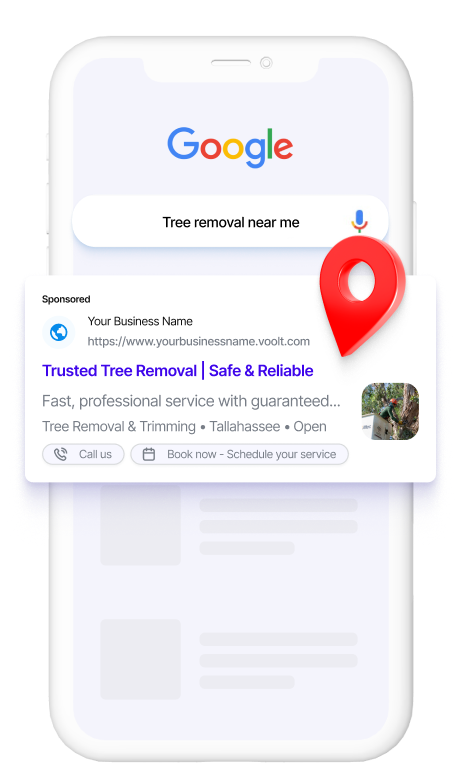 Google
Tree removal near me
Sponsored
Your Business Name
https://www.yourbusinessname.voolt.com
Trusted Tree Removal | Safe & Reliable
Fast, professional service with guaranteed...
Tree Removal & Trimming • Tallahassee • Open
Call us
Book now - Schedule your service